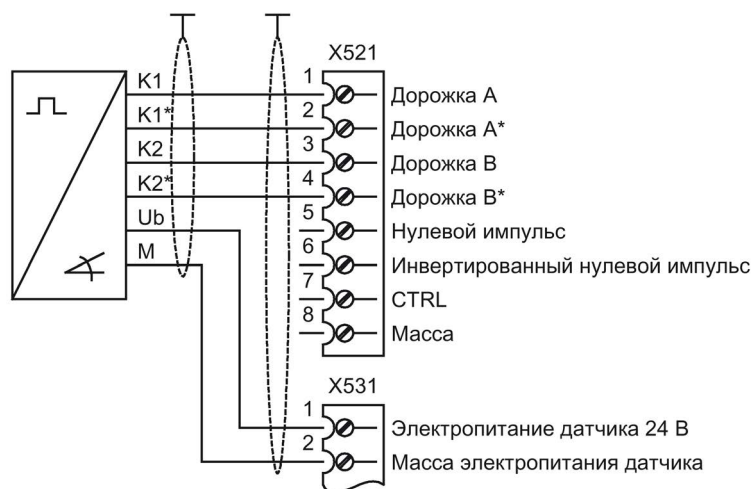 X521
K1
1
Дорожка A
K1*
2
Дорожка A*
K2
3
Дорожка B
K2*
4
Дорожка B*
Ub
5
Нулевой импульс
M
6
Инвертированный нулевой импульс
7
CTRL
8
Масса
X531
1
Электропитание датчика 24 В
2
Масса электропитания датчика